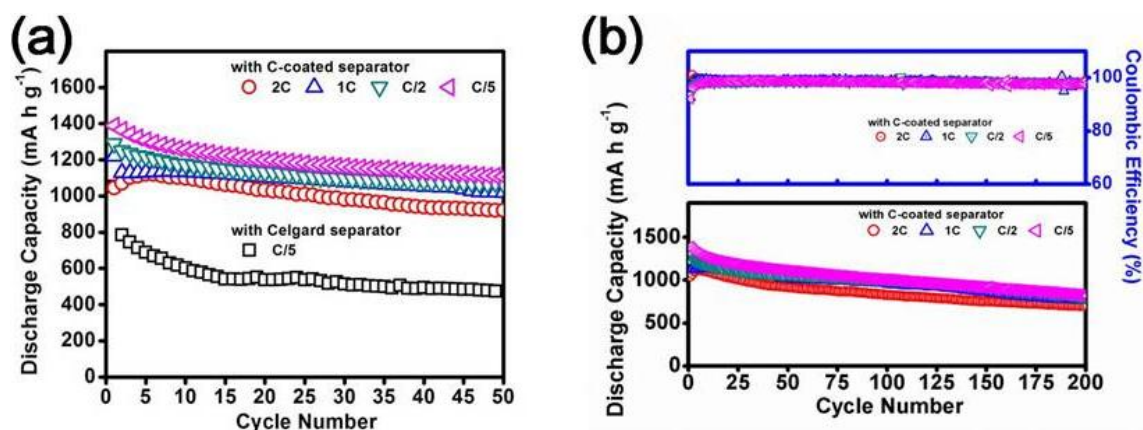 (a)
Discharge Capacity (mA h g⁻¹)
1600
1400
1200
1000
800
600
400
200
0
with C-coated separator
2C 1C C/2 C/5
with Celgard separator
C/5
0 5 10 15 20 25 30 35 40 45 50
Cycle Number
(b)
100
80
60
Coulombic Efficiency (%)
with C-coated separator
2C 1C C/2 C/5
Discharge Capacity (mA h g⁻¹)
1500
1000
500
0
with C-coated separator
2C 1C C/2 C/5
0 25 50 75 100 125 150 175 200
Cycle Number